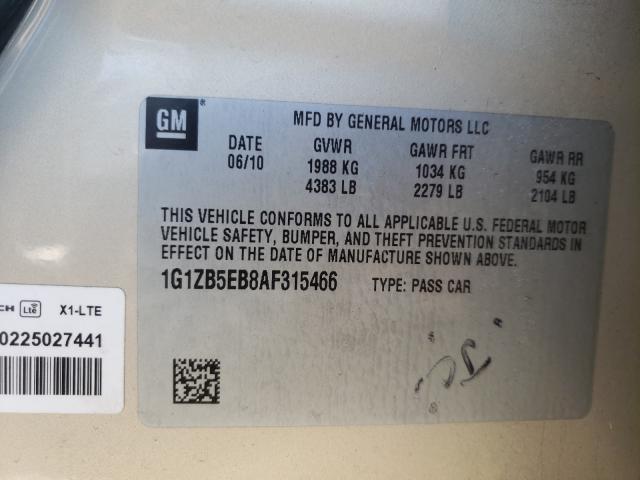 GM
MFD BY GENERAL MOTORS LLC
DATE GVWR GAWR FRT GAWR RR
06/10 1988 KG 1034 KG 954 KG
4383 LB 2279 LB 2104 LB
THIS VEHICLE CONFORMS TO ALL APPLICABLE U.S. FEDERAL MOTOR
VEHICLE SAFETY, BUMPER, AND THEFT PREVENTION STANDARDS IN
EFFECT ON THE DATE OF MANUFACTURE SHOWN ABOVE.
1G1ZB5EB8AF315466 TYPE: PASS CAR
CH LTE X1-LTE
0225027441